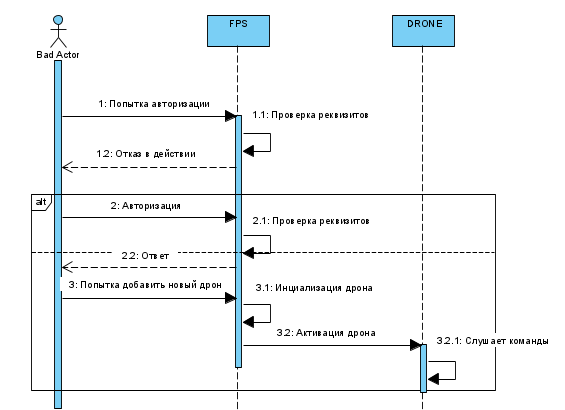 FPS
DRONE
Bad Actor
1: Попытка авторизации
1.1: Проверка реквизитов
1.2: Отказ в действии
alt
2: Авторизация
2.1: Проверка реквизитов
2.2: Ответ
3: Попытка добавить новый дрон
3.1: Инциализация дрона
3.2: Активация дрона
3.2.1: Слушает команды